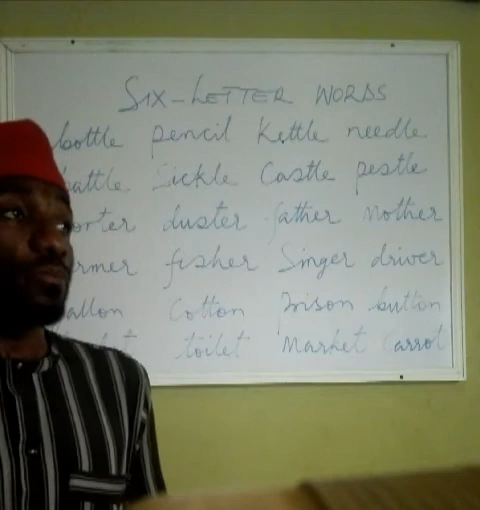 SIX-LETTER WORDS
bottle pencil Kettle needle
Sickle Castle pestle
duster father Mother
fisher Singer driver
Cotton Prison button
toilet Market Carrot